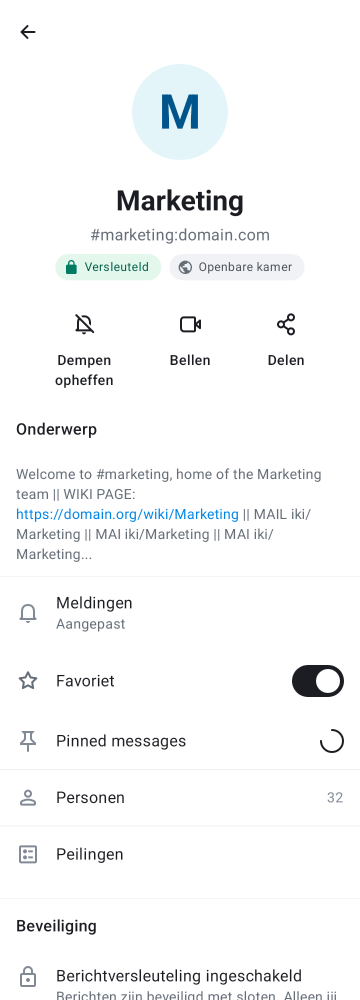 M
Marketing
#marketing:domain.com
Versleuteld
Openbare kamer
Dempen
opheffen
Bellen
Delen
Onderwerp
Welcome to #marketing, home of the Marketing
team || WIKI PAGE:
https://domain.org/wiki/Marketing || MAIL iki/
Marketing || MAI iki/Marketing || MAI iki/
Marketing...
Meldingen
Aangepast
Favoriet
Pinned messages
Personen
32
Peilingen
Beveiliging
Berichtversleuteling ingeschakeld
Berichten zijn beveiligd met sloten. Alleen jij